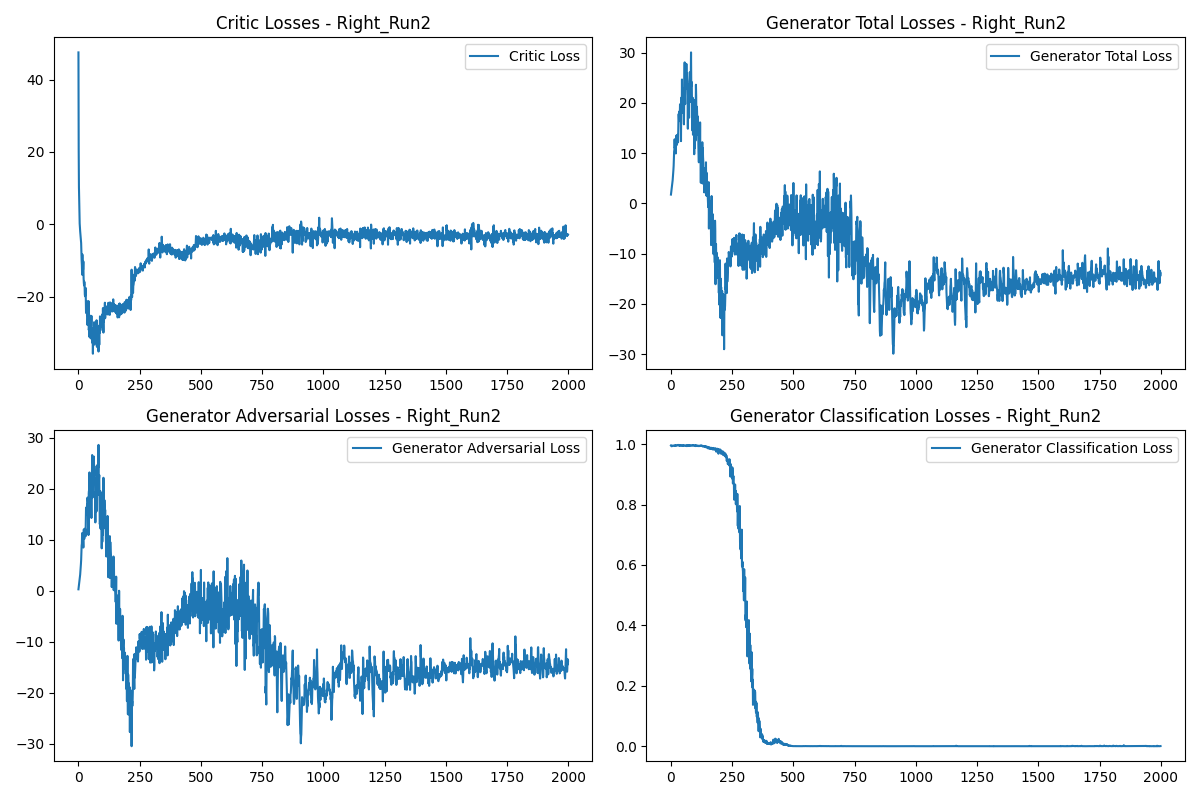 Critic Losses - Right_Run2
Critic Loss
40
20
0
−20
0 250 500 750 1000 1250 1500 1750 2000
Generator Total Losses - Right_Run2
Generator Total Loss
30
20
10
0
−10
−20
−30
0 250 500 750 1000 1250 1500 1750 2000
Generator Adversarial Losses - Right_Run2
Generator Adversarial Loss
30
20
10
0
−10
−20
−30
0 250 500 750 1000 1250 1500 1750 2000
Generator Classification Losses - Right_Run2
Generator Classification Loss
1.0
0.8
0.6
0.4
0.2
0.0
0 250 500 750 1000 1250 1500 1750 2000